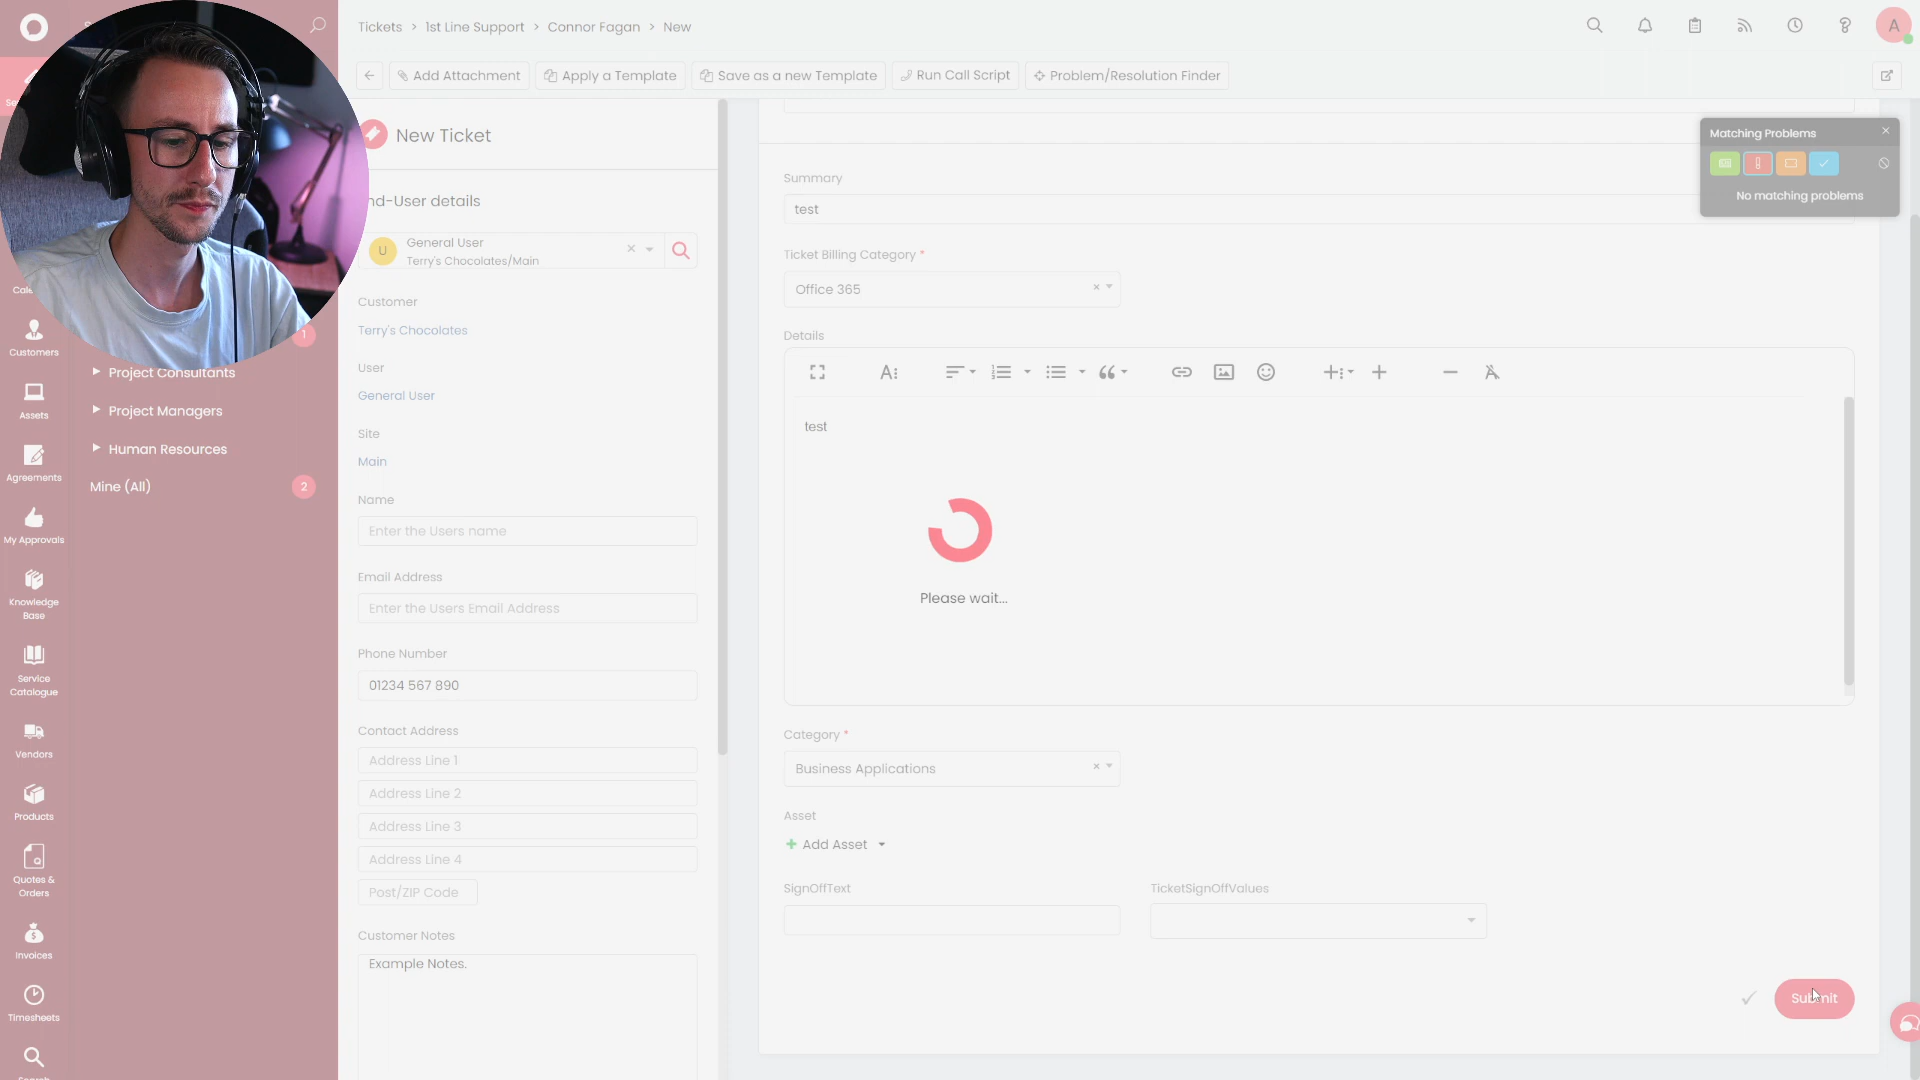 Tickets > 1st Line Support > Connor Fagan > New
A
Add Attachment
Apply a Template
Save as a new Template
Run Call Script
Problem/Resolution Finder
New Ticket
Matching Problems
No matching problems
nd-User details
U
General User
Terry's Chocolates/Main
Customer
Terry's Chocolates
User
General User
Site
Main
Name
Enter the Users name
Email Address
Enter the Users Email Address
Phone Number
01234 567 890
Contact Address
Address Line 1
Address Line 2
Address Line 3
Address Line 4
Post/ZIP Code
Customer Notes
Example Notes.
Summary
test
Ticket Billing Category *
Office 365
Details
test
Please wait...
Category *
Business Applications
Asset
Add Asset
SignOffText
TicketSignOffValues
Submit
Customers
Assets
Agreements
My Approvals
Knowledge
Base
Service
Catalogue
Vendors
Products
Quotes &
Orders
Invoices
Timesheets
1
Project Consultants
Project Managers
Human Resources
Mine (All)
2